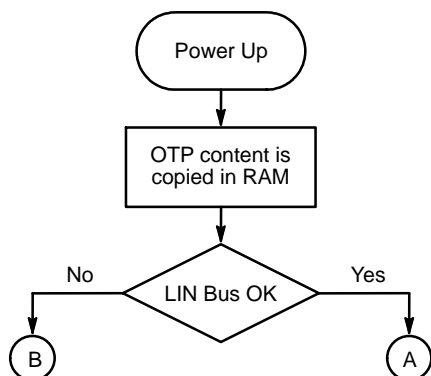 Power Up
OTP content is
copied in RAM
No
LIN Bus OK
Yes
B
A